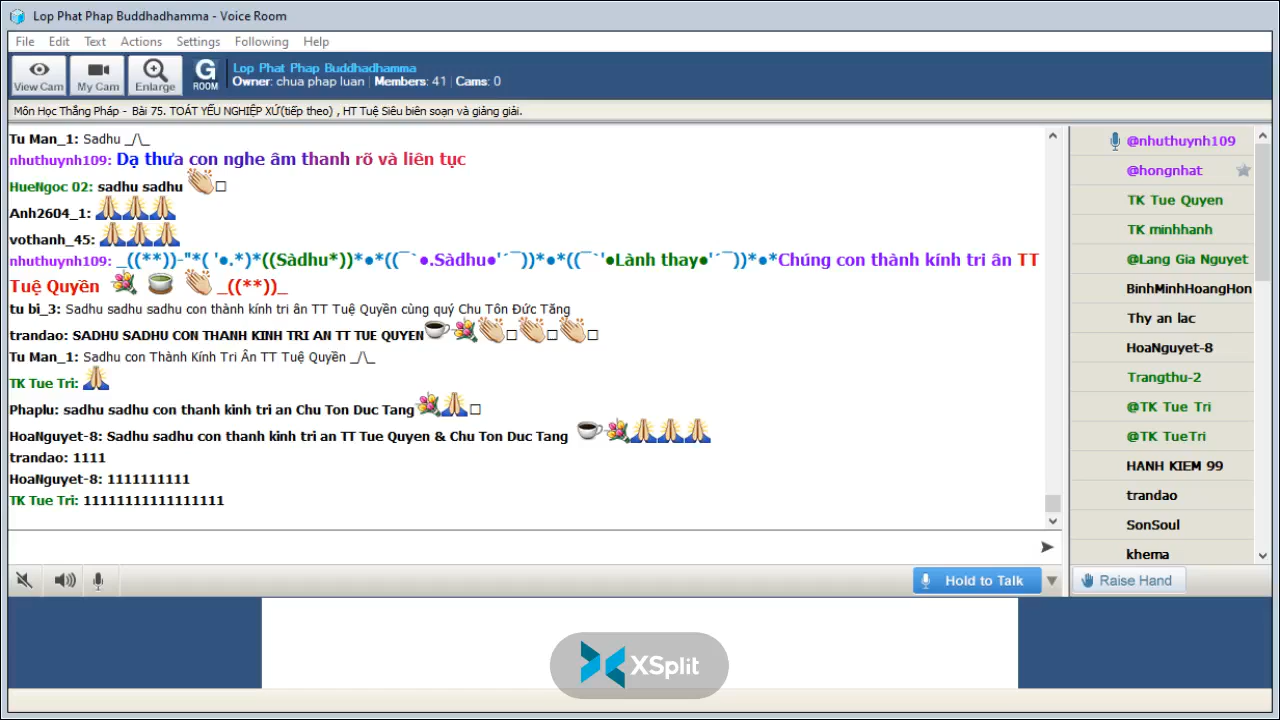 Lop Phat Phap Buddhadhamma - Voice Room
File Edit Text Actions Settings Following Help
View Cam My Cam Enlarge G ROOM
Lop Phat Phap Buddhadhamma
Owner: chua phap luan | Members: 41 | Cams: 0
Môn Học Thắng Pháp - Bài 75. TOÁT YẾU NGHIỆP XỨ(tiếp theo) , HT Tuệ Siêu biên soạn và giảng giải.
Tu Man_1: Sadhu _/\_
nhuthuynh109: Dạ thưa con nghe âm thanh rõ và liên tục
HueNgoc 02: sadhu sadhu 👏□
Anh2604_1: 🙏🙏🙏
vothanh_45: 🙏🙏🙏
nhuthuynh109: _((**))-"*( '●.*)*((Sàdhu*))*●*((¯`●.Sàdhu●'´¯))*●*((¯`'●Lành thay●'´¯))*●*Chúng con thành kính tri ân TT
Tuệ Quyền 💐 🍵 👏 _((**))_
tu bi_3: Sadhu sadhu sadhu con thành kính tri ân TT Tuệ Quyền cùng quý Chu Tôn Đức Tăng
trandao: SADHU SADHU CON THANH KINH TRI AN TT TUE QUYEN☕💐👏□👏□👏□
Tu Man_1: Sadhu con Thành Kính Tri Ân TT Tuệ Quyền _/\_
TK Tue Tri: 🙏
Phaplu: sadhu sadhu con thanh kinh tri an Chu Ton Duc Tang💐🙏□
HoaNguyet-8: Sadhu sadhu con thanh kinh tri an TT Tue Quyen & Chu Ton Duc Tang ☕💐🙏🙏🙏
trandao: 1111
HoaNguyet-8: 1111111111
TK Tue Tri: 11111111111111111
Hold to Talk
@nhuthuynh109
@hongnhat
TK Tue Quyen
TK minhhanh
@Lang Gia Nguyet
BinhMinhHoangHon
Thy an lac
HoaNguyet-8
Trangthu-2
@TK Tue Tri
@TK TueTri
HANH KIEM 99
trandao
SonSoul
khema
Raise Hand
XSplit